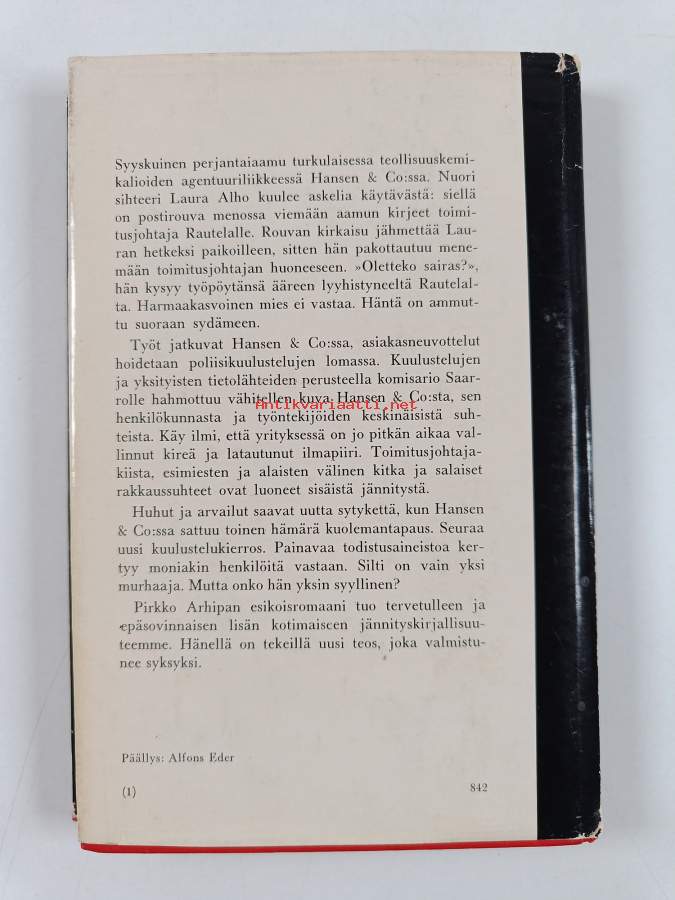 Syyskuinen perjantaiaamu turkulaisessa teollisuuskemi-
kalioiden agentuuriliikkeessä Hansen & Co:ssa. Nuori
sihteeri Laura Alho kuulee askelia käytävästä: siellä
on postirouva menossa viemään aamun kirjeet toimi-
tusjohtaja Rautelalle. Rouvan kirkaisu jähmettää Lau-
ran hetkeksi paikoilleen, sitten hän pakottautuu mene-
mään toimitusjohtajan huoneeseen. »Oletteko sairas?»,
hän kysyy työpöytänsä ääreen lyyhistyneeltä Rautelal-
ta. Harmaakasvoinen mies ei vastaa. Häntä on ammut-
tu suoraan sydämeen.
Työt jatkuvat Hansen & Co:ssa, asiakasneuvottelut
hoidetaan poliisikuulustelujen lomassa. Kuulustelujen
ja yksityisten tietolähteiden perusteella komisario Saar-
rolle hahmottuu vähitellen kuva Hansen & Co:sta, sen
Antikvariaatti.net
henkilökunnasta ja työntekijöiden keskinäisistä suh-
teista. Käy ilmi, että yrityksessä on jo pitkän aikaa val-
linnut kireä ja latautunut ilmapiiri. Toimitusjohtaja-
kiista, esimiesten ja alaisten välinen kitka ja salaiset
rakkaussuhteet ovat luoneet sisäistä jännitystä.
Huhut ja arvailut saavat uutta sytykettä, kun Hansen
& Co:ssa sattuu toinen hämärä kuolemantapaus. Seuraa
uusi kuulustelukierros. Painavaa todistusaineistoa ker-
tyy moniakin henkilöitä vastaan. Silti on vain yksi
murhaaja. Mutta onko hän yksin syyllinen?
Pirkko Arhipan esikoisromaani tuo tervetulleen ja
epäsovinnaisen lisän kotimaiseen jännityskirjallisuu-
teemme. Hänellä on tekeillä uusi teos, joka valmistu-
nee syksyksi.
Päällys: Alfons Eder
(1)
842